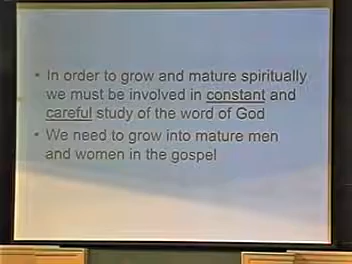 • In order to grow and mature spiritually
we must be involved in constant and
careful study of the word of God
• We need to grow into mature men
and women in the gospel